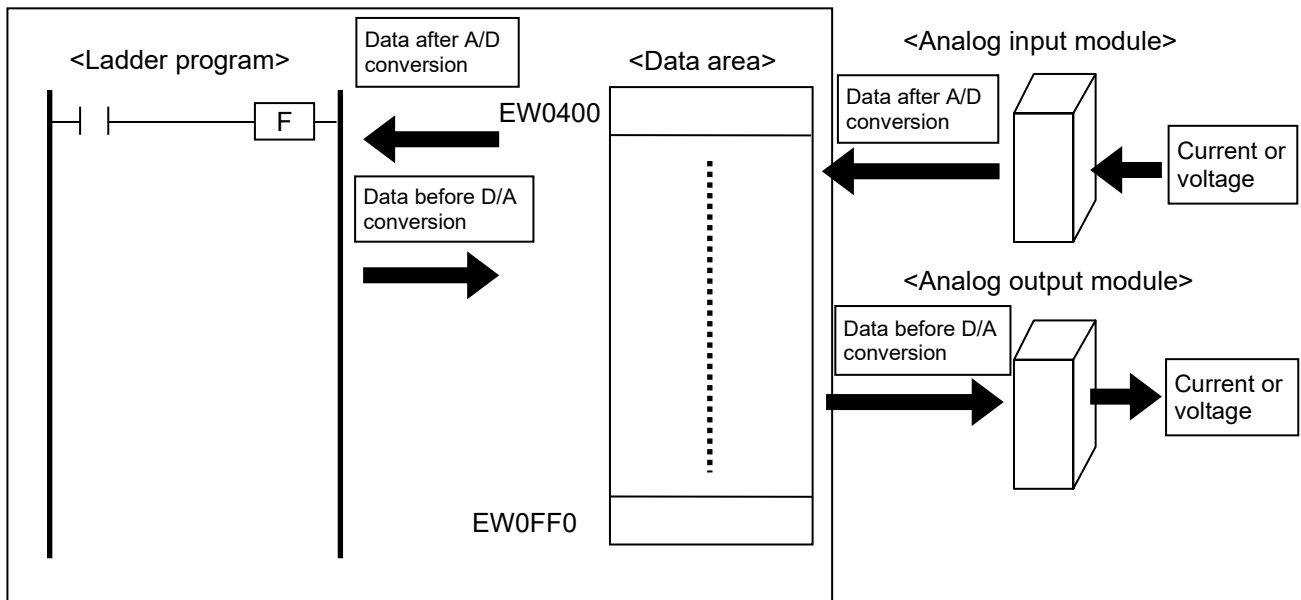 <Ladder program>
F
Data after A/D
conversion
Data before D/A
conversion
<Data area>
EW0400
EW0FF0
<Analog input module>
Data after A/D
conversion
Current or
voltage
<Analog output module>
Data before D/A
conversion
Current or
voltage